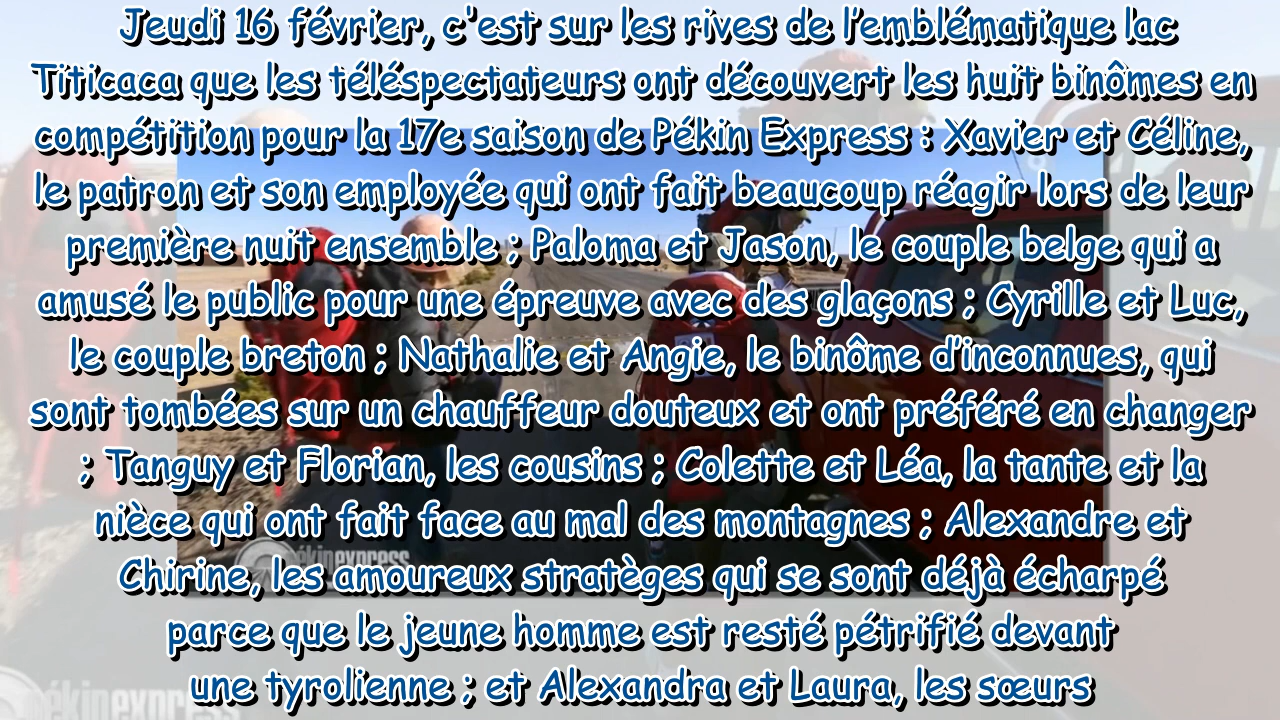 Jeudi 16 février, c'est sur les rives de l’emblématique lac
Titicaca que les téléspectateurs ont découvert les huit binômes en
compétition pour la 17e saison de Pékin Express : Xavier et Céline,
le patron et son employée qui ont fait beaucoup réagir lors de leur
première nuit ensemble ; Paloma et Jason, le couple belge qui a
amusé le public pour une épreuve avec des glaçons ; Cyrille et Luc,
le couple breton ; Nathalie et Angie, le binôme d’inconnues, qui
sont tombées sur un chauffeur douteux et ont préféré en changer
; Tanguy et Florian, les cousins ; Colette et Léa, la tante et la
nièce qui ont fait face au mal des montagnes ; Alexandre et
pékinexpress
Chirine, les amoureux stratèges qui se sont déjà écharpé
parce que le jeune homme est resté pétrifié devant
une tyrolienne ; et Alexandra et Laura, les sœurs
pékinexpress